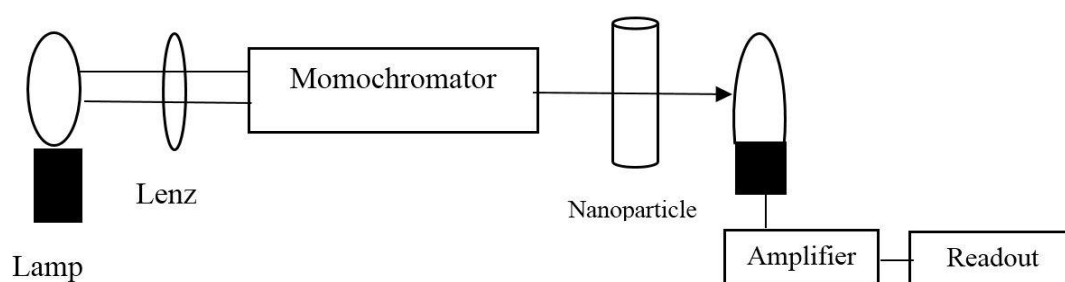 Momochromator
Lenz
Nanoparticle
Lamp
Amplifier
Readout